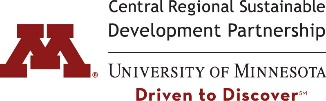 Central Regional Sustainable
Development Partnership
M®
UNIVERSITY OF MINNESOTA
Driven to Discover℠